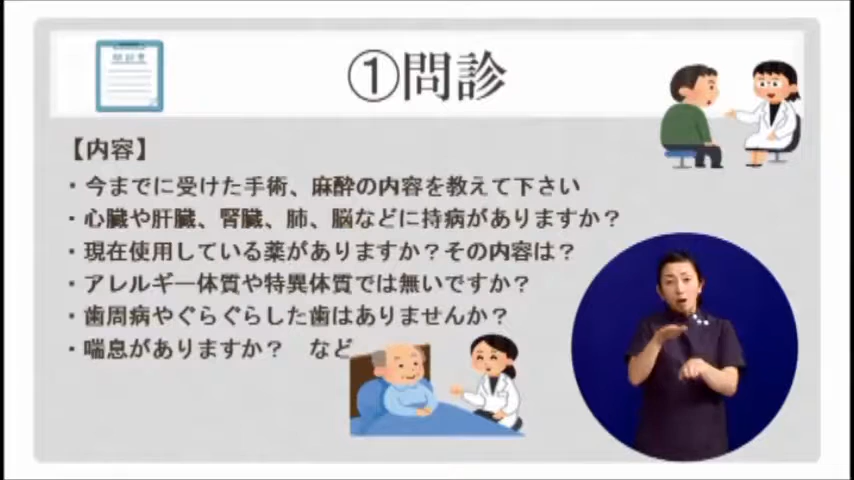 問診票
①問診
【内容】
・今までに受けた手術、麻酔の内容を教えて下さい
・心臓や肝臓、腎臓、肺、脳などに持病がありますか？
・現在使用している薬がありますか？その内容は？
・アレルギー体質や特異体質では無いですか？
・歯周病やぐらぐらした歯はありませんか？
・喘息がありますか？　など